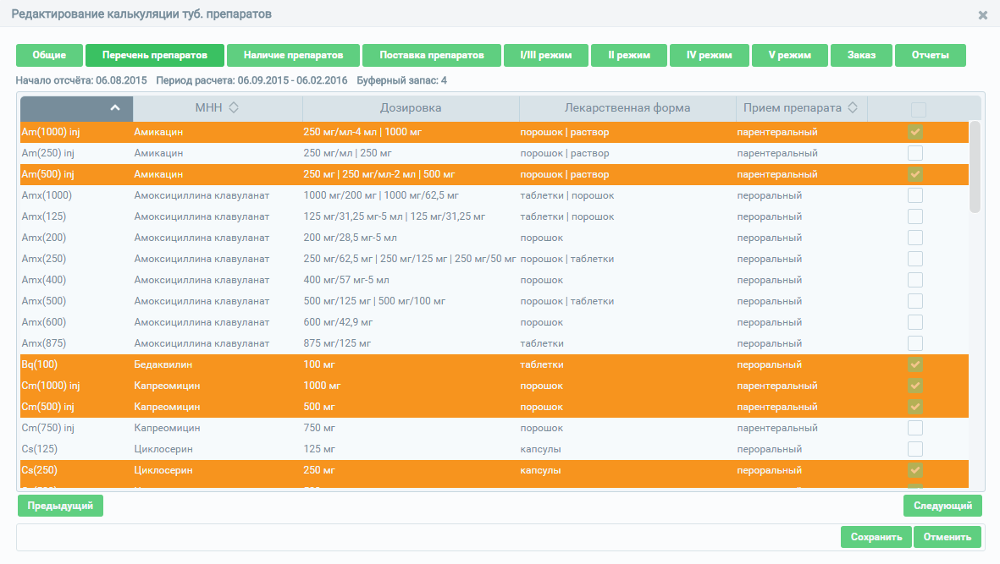 Редактирование калькуляции туб. препаратов
Общие Перечень препаратов Наличие препаратов Поставка препаратов I/III режим II режим IV режим V режим Заказ Отчеты
Начало отсчёта: 06.08.2015 Период расчета: 06.09.2015 - 06.02.2016 Буферный запас: 4
МНН Дозировка Лекарственная форма Прием препарата
Am(1000) inj Амикацин 250 мг/мл-4 мл | 1000 мг порошок | раствор парентеральный
Am(250) inj Амикацин 250 мг/мл | 250 мг порошок | раствор парентеральный
Am(500) inj Амикацин 250 мг | 250 мг/мл-2 мл | 500 мг порошок | раствор парентеральный
Amx(1000) Амоксициллина клавуланат 1000 мг/200 мг | 1000 мг/62,5 мг таблетки | порошок пероральный
Amx(125) Амоксициллина клавуланат 125 мг/31,25 мг-5 мл | 125 мг/31,25 мг таблетки | порошок пероральный
Amx(200) Амоксициллина клавуланат 200 мг/28,5 мг-5 мл порошок пероральный
Amx(250) Амоксициллина клавуланат 250 мг/62,5 мг | 250 мг/125 мг | 250 мг/50 мг порошок | таблетки пероральный
Amx(400) Амоксициллина клавуланат 400 мг/57 мг-5 мл порошок пероральный
Amx(500) Амоксициллина клавуланат 500 мг/125 мг | 500 мг/100 мг порошок | таблетки пероральный
Amx(600) Амоксициллина клавуланат 600 мг/42,9 мг порошок пероральный
Amx(875) Амоксициллина клавуланат 875 мг/125 мг таблетки пероральный
Bq(100) Бедаквилин 100 мг таблетки пероральный
Cm(1000) inj Капреомицин 1000 мг порошок парентеральный
Cm(500) inj Капреомицин 500 мг порошок парентеральный
Cm(750) inj Капреомицин 750 мг порошок парентеральный
Cs(125) Циклосерин 125 мг капсулы пероральный
Cs(250) Циклосерин 250 мг капсулы пероральный
Предыдущий Следующий
Сохранить Отменить